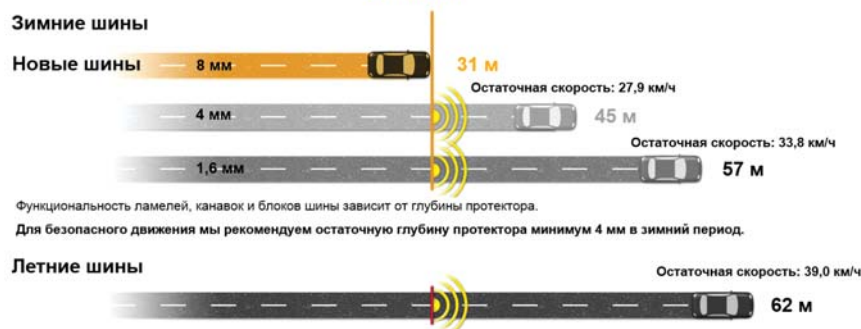 Зимние шины
Новые шины 8 мм 31 м
Остаточная скорость: 27,9 км/ч
4 мм 45 м
Остаточная скорость: 33,8 км/ч
1,6 мм 57 м
Функциональность ламелей, канавок и блоков шины зависит от глубины протектора.
Для безопасного движения мы рекомендуем остаточную глубину протектора минимум 4 мм в зимний период.
Летние шины
Остаточная скорость: 39,0 км/ч
62 м